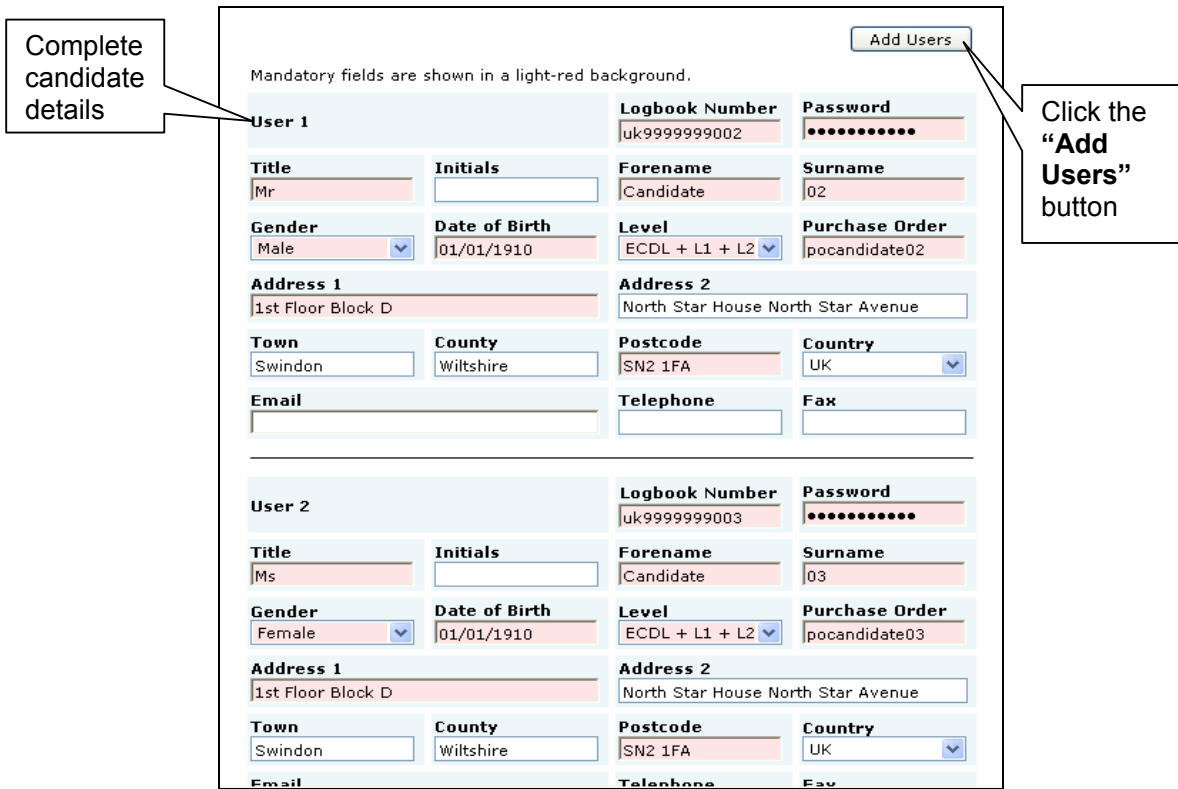 Complete
candidate
details
Add Users
Click the
“Add
Users”
button
Mandatory fields are shown in a light-red background.
User 1
Logbook Number Password
uk9999999002 •••••••••••
Title Initials Forename Surname
Mr Candidate 02
Gender Date of Birth Level Purchase Order
Male 01/01/1910 ECDL + L1 + L2 pocandidate02
Address 1 Address 2
1st Floor Block D North Star House North Star Avenue
Town County Postcode Country
Swindon Wiltshire SN2 1FA UK
Email Telephone Fax
User 2
Logbook Number Password
uk9999999003 •••••••••••
Title Initials Forename Surname
Ms Candidate 03
Gender Date of Birth Level Purchase Order
Female 01/01/1910 ECDL + L1 + L2 pocandidate03
Address 1 Address 2
1st Floor Block D North Star House North Star Avenue
Town County Postcode Country
Swindon Wiltshire SN2 1FA UK
Email Telephone Fax